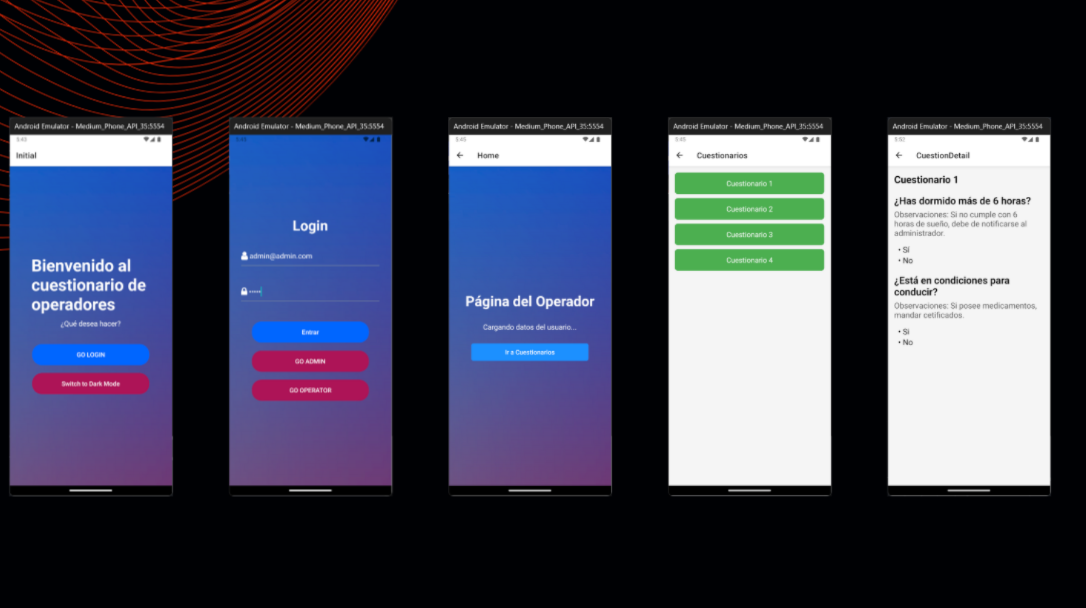 Android Emulator - Medium_Phone_API_35:5554
5:45
Initial
Bienvenido al
cuestionario de
operadores
¿Qué desea hacer?
GO LOGIN
Switch to Dark Mode
Android Emulator - Medium_Phone_API_35:5554
Login
admin@admin.com
Entrar
GO ADMIN
GO OPERATOR
Android Emulator - Medium_Phone_API_35:5554
5:45
Home
Página del Operador
Cargando datos del usuario...
Ir a Cuestionarios
Android Emulator - Medium_Phone_API_35:5554
5:45
Cuestionarios
Cuestionario 1
Cuestionario 2
Cuestionario 3
Cuestionario 4
Android Emulator - Medium_Phone_API_35:5554
5:52
CuestionDetail
Cuestionario 1
¿Has dormido más de 6 horas?
Observaciones: Si no cumple con 6
horas de sueño, debe de notificarse al
administrador.
• Sí
• No
¿Está en condiciones para
conducir?
Observaciones: Si posee medicamentos,
mandar cetificados.
• Si
• No